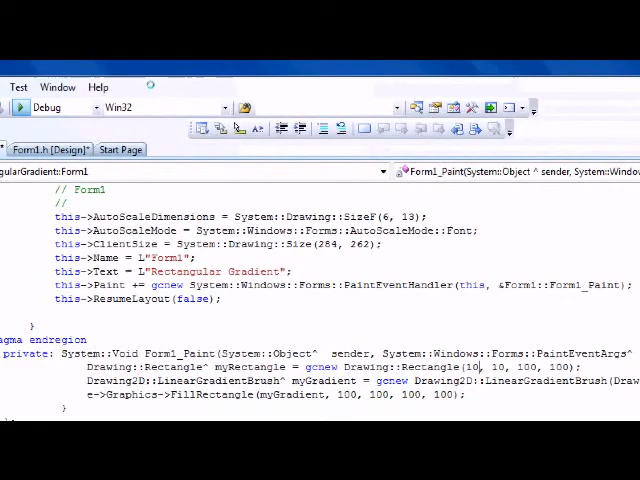 Test Window Help
Debug Win32
Form1.h [Design]* Start Page
gularGradient::Form1 Form1_Paint(System::Object ^ sender, System::Windo
// Form1
//
this->AutoScaleDimensions = System::Drawing::SizeF(6, 13);
this->AutoScaleMode = System::Windows::Forms::AutoScaleMode::Font;
this->ClientSize = System::Drawing::Size(284, 262);
this->Name = L"Form1";
this->Text = L"Rectangular Gradient";
this->Paint += gcnew System::Windows::Forms::PaintEventHandler(this, &Form1::Form1_Paint);
this->ResumeLayout(false);
}
agma endregion
private: System::Void Form1_Paint(System::Object^ sender, System::Windows::Forms::PaintEventArgs^
Drawing::Rectangle^ myRectangle = gcnew Drawing::Rectangle(10, 10, 100, 100);
Drawing2D::LinearGradientBrush^ myGradient = gcnew Drawing2D::LinearGradientBrush(Draw
e->Graphics->FillRectangle(myGradient, 100, 100, 100, 100);
}